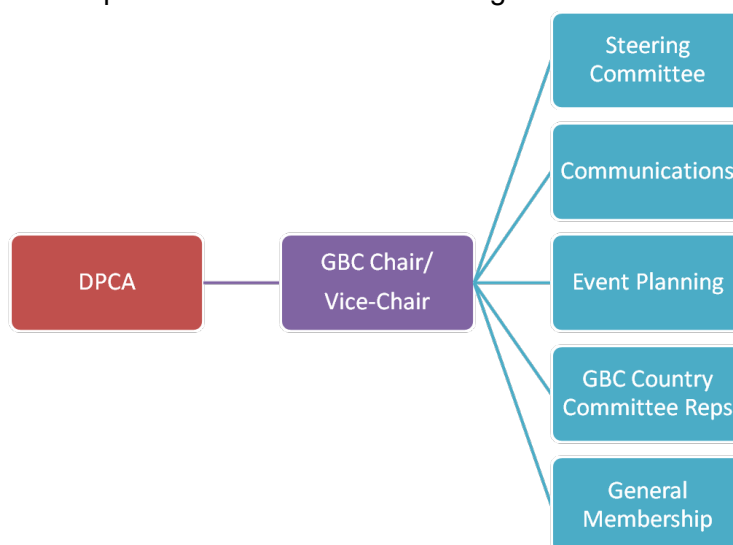 Steering
Committee
Communications
DPCA
GBC Chair/
Vice-Chair
Event Planning
GBC Country
Committee Reps
General
Membership